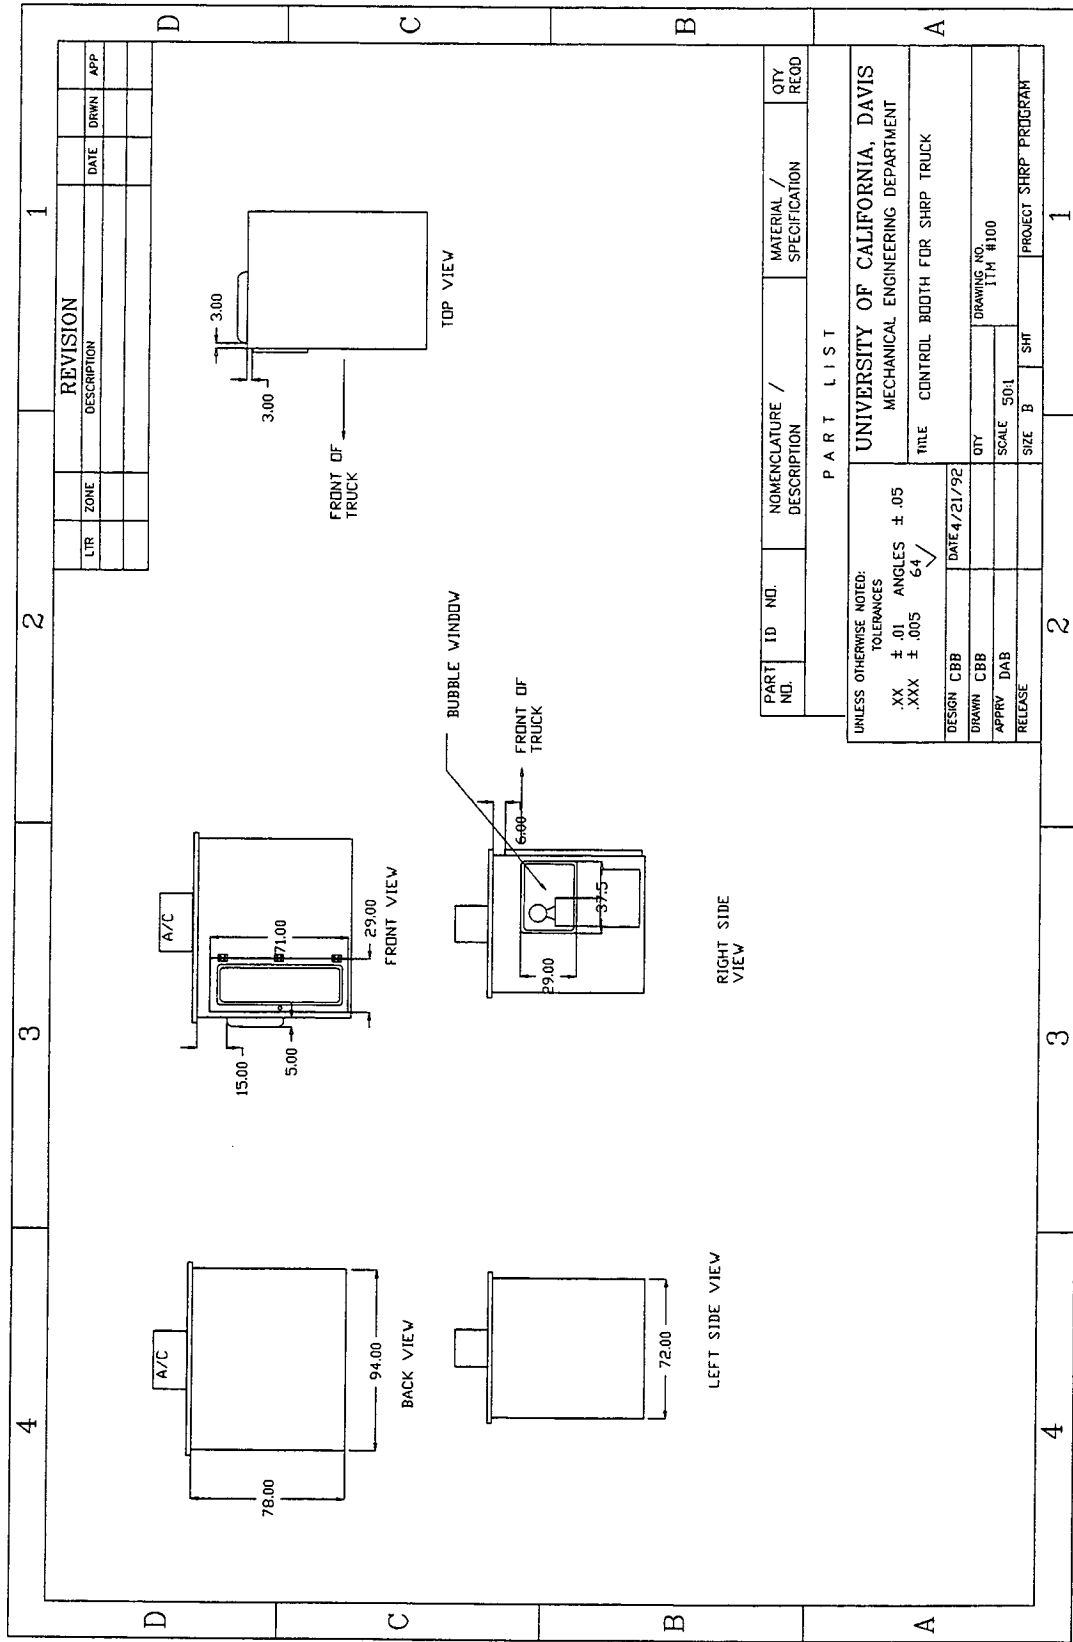 4
3
2
1
D
C
B
A
D
C
B
A
4
3
2
1
REVISION
LTR
ZONE
DESCRIPTION
DATE
DRWN
APP
A/C
78.00
94.00
BACK VIEW
A/C
15.00
5.00
71.00
29.00
FRONT VIEW
3.00
3.00
FRONT OF
TRUCK
TOP VIEW
72.00
LEFT SIDE VIEW
BUBBLE WINDOW
FRONT OF
TRUCK
6.00
29.00
37.5
RIGHT SIDE
VIEW
PART
NO.
ID NO.
NOMENCLATURE /
DESCRIPTION
MATERIAL /
SPECIFICATION
QTY
REQD
PART LIST
UNLESS OTHERWISE NOTED:
TOLERANCES
.XX ± .01 ANGLES ± .05
.XXX ± .005 64
DESIGN CBB
DATE 4/21/92
DRAWN CBB
APPRV DAB
RELEASE
UNIVERSITY OF CALIFORNIA, DAVIS
MECHANICAL ENGINEERING DEPARTMENT
TITLE CONTROL BOOTH FOR SHRP TRUCK
QTY
DRAWING NO.
ITM #100
SCALE 50:1
SIZE B
SHT
PROJECT SHRP PROGRAM